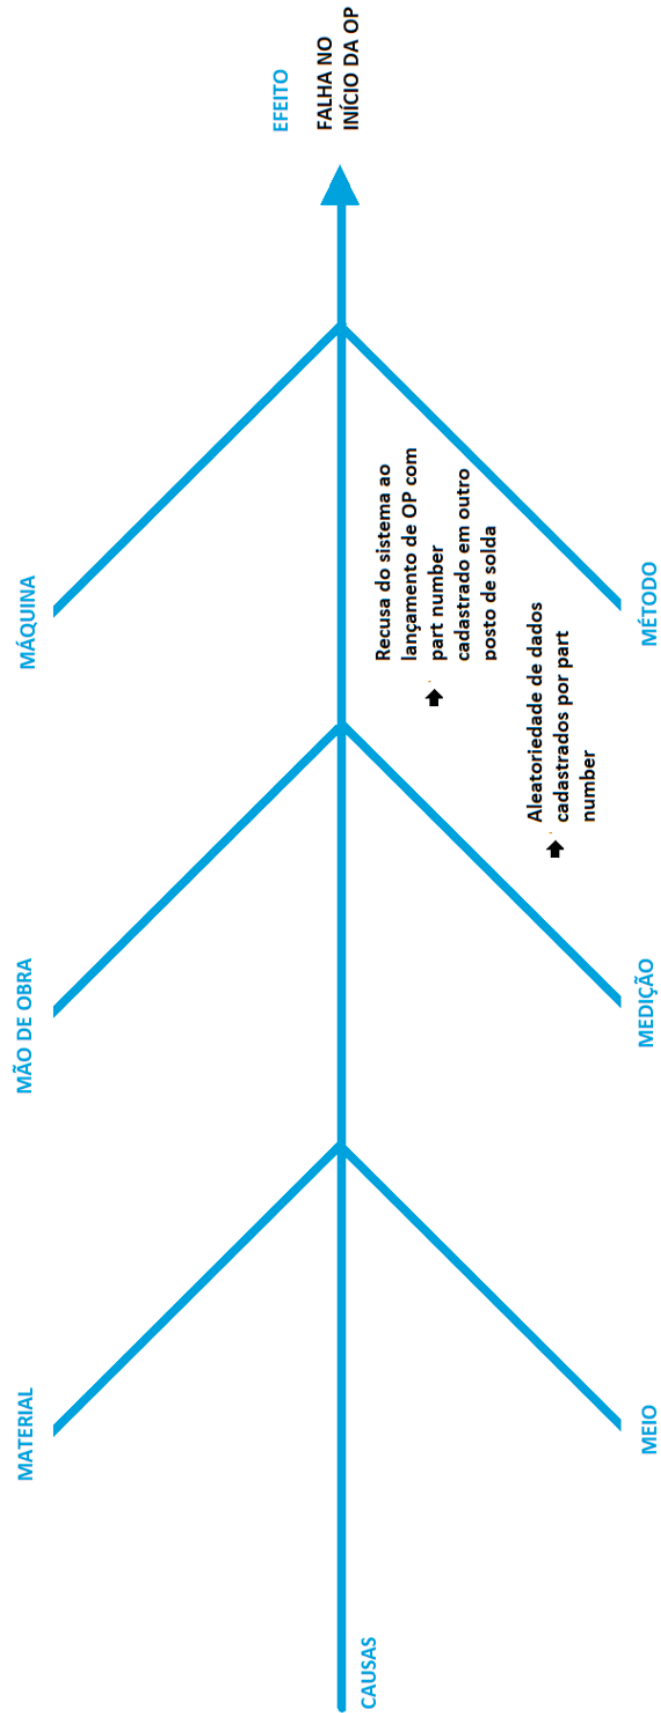 MATERIAL
MÃO DE OBRA
MÁQUINA
EFEITO
FALHA NO
INÍCIO DA OP
CAUSAS
Recusa do sistema ao
lançamento de OP com
part number
cadastrado em outro
posto de solda
Aleatoriedade de dados
cadastrados por part
number
MEIO
MEDIÇÃO
MÉTODO